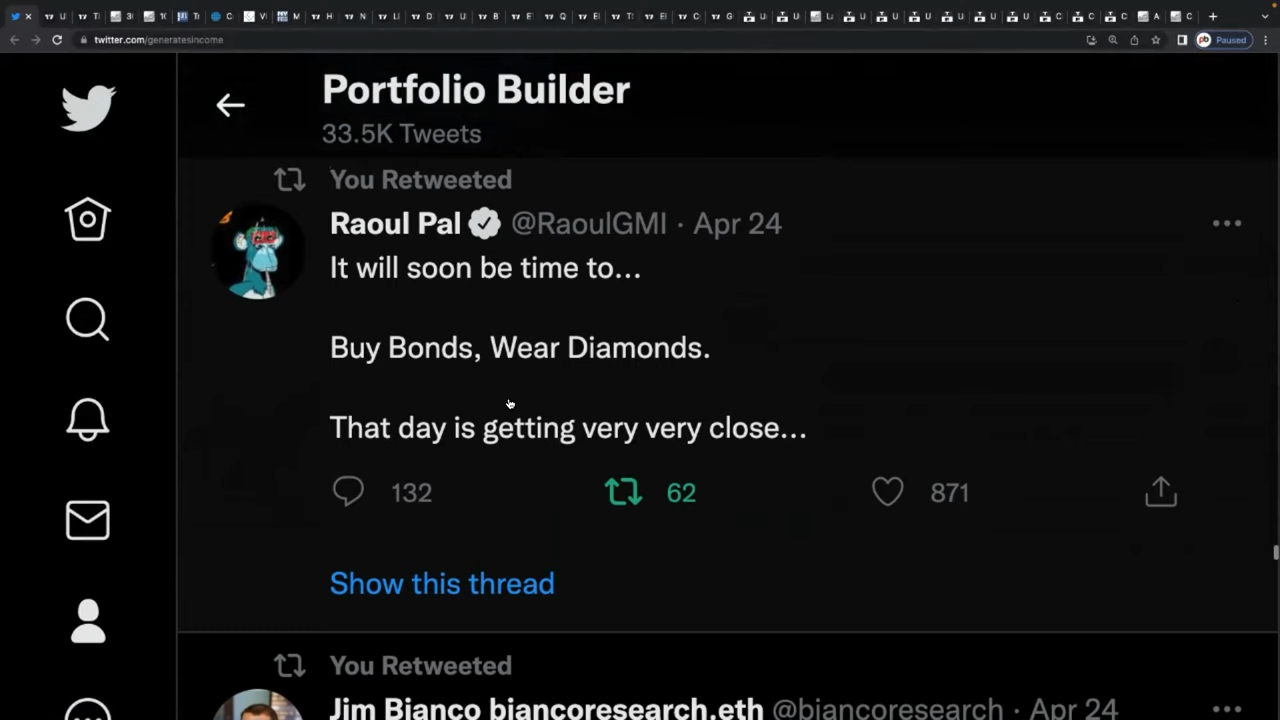 twitter.com/generatesincome
Paused
Portfolio Builder
33.5K Tweets
You Retweeted
Raoul Pal @RaoulGMI · Apr 24
It will soon be time to...
Buy Bonds, Wear Diamonds.
That day is getting very very close...
132 62 871
Show this thread
You Retweeted
Jim Bianco biancoresearch.eth @biancoresearch · Apr 24